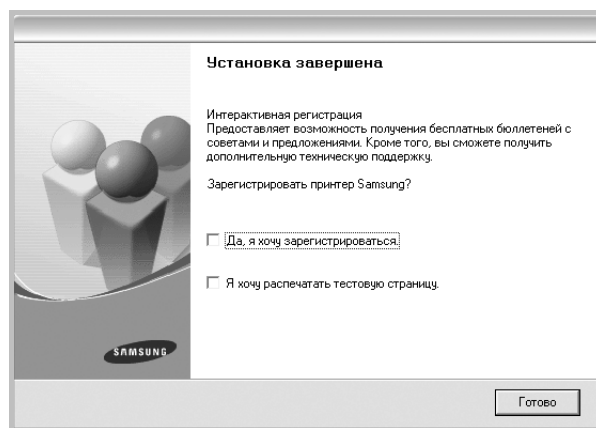 Установка завершена
Интерактивная регистрация
Предоставляет возможность получения бесплатных бюллетеней с
советами и предложениями. Кроме того, вы сможете получить
дополнительную техническую поддержку.
Зарегистрировать принтер Samsung?
Да, я хочу зарегистрироваться.
Я хочу распечатать тестовую страницу.
SAMSUNG
Готово